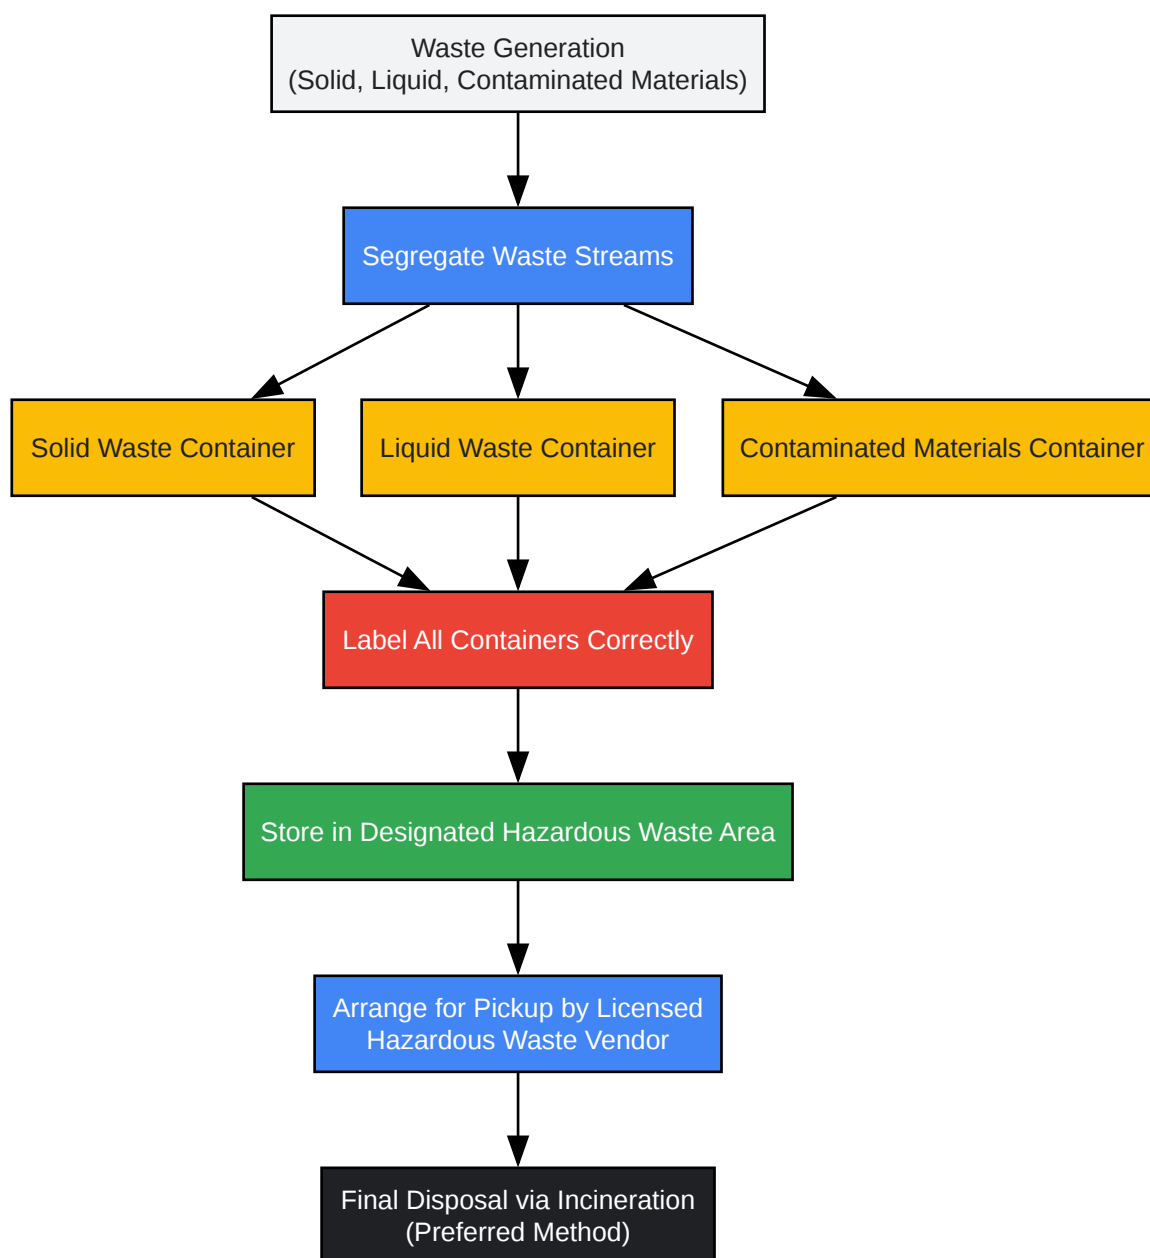 Waste Generation
(Solid, Liquid, Contaminated Materials)
Segregate Waste Streams
Solid Waste Container
Liquid Waste Container
Contaminated Materials Container
Label All Containers Correctly
Store in Designated Hazardous Waste Area
Arrange for Pickup by Licensed
Hazardous Waste Vendor
Final Disposal via Incineration
(Preferred Method)